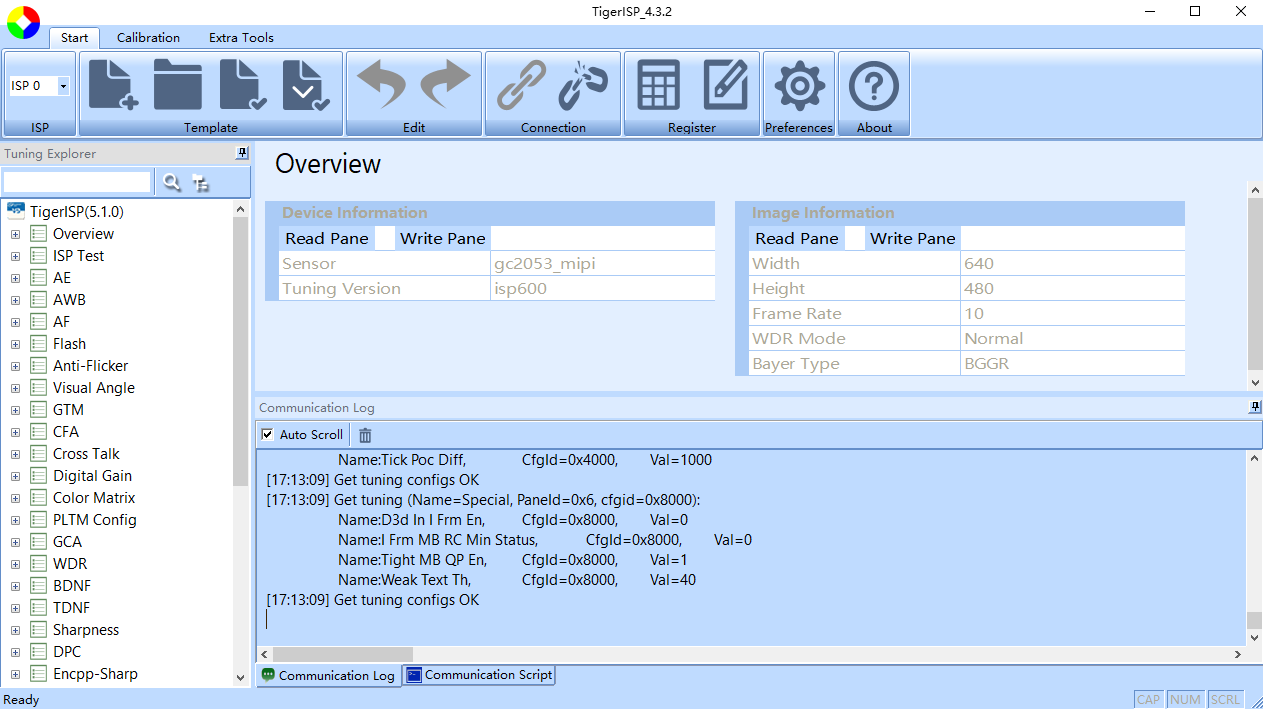 TigerISP_4.3.2
Start Calibration Extra Tools
ISP 0
ISP Template Edit Connection Register Preferences About
Tuning Explorer
TigerISP(5.1.0)
Overview
ISP Test
AE
AWB
AF
Flash
Anti-Flicker
Visual Angle
GTM
CFA
Cross Talk
Digital Gain
Color Matrix
PLTM Config
GCA
WDR
BDNF
TDNF
Sharpness
DPC
Encpp-Sharp
Overview
Device Information
Read Pane Write Pane
Sensor gc2053_mipi
Tuning Version isp600
Image Information
Read Pane Write Pane
Width 640
Height 480
Frame Rate 10
WDR Mode Normal
Bayer Type BGGR
Communication Log
Auto Scroll
Name:Tick Poc Diff, CfgId=0x4000, Val=1000
[17:13:09] Get tuning configs OK
[17:13:09] Get tuning (Name=Special, PaneId=0x6, cfgid=0x8000):
Name:D3d In I Frm En, CfgId=0x8000, Val=0
Name:I Frm MB RC Min Status, CfgId=0x8000, Val=0
Name:Tight MB QP En, CfgId=0x8000, Val=1
Name:Weak Text Th, CfgId=0x8000, Val=40
[17:13:09] Get tuning configs OK
Communication Log Communication Script
Ready CAP NUM SCRL